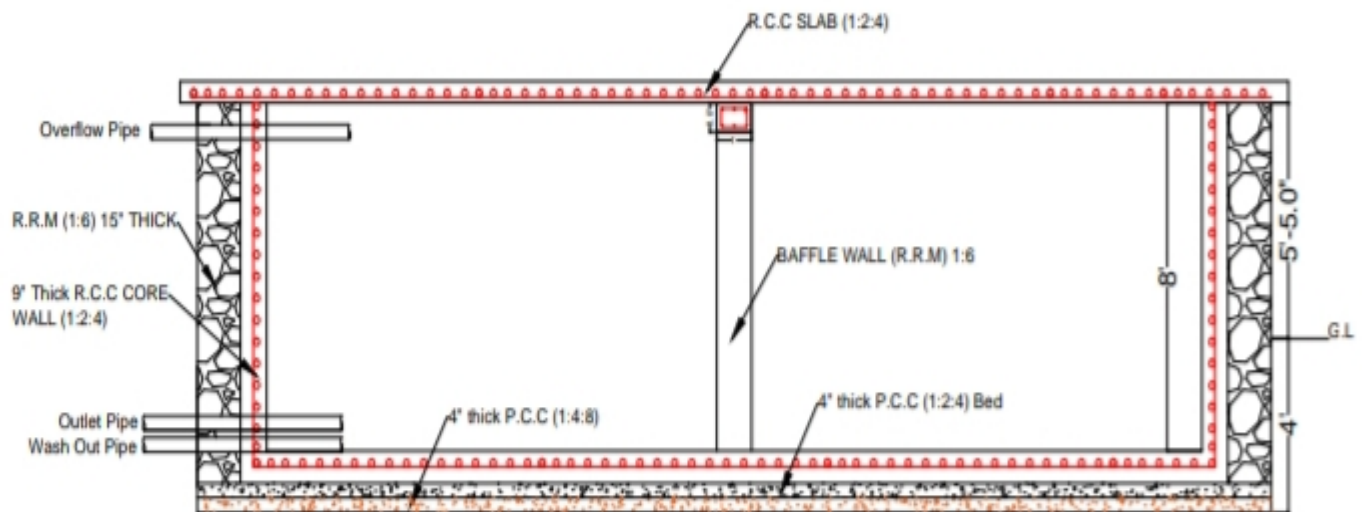 R.C.C SLAB (1:2:4)
Overflow Pipe
R.R.M (1:6) 15" THICK
9" Thick R.C.C CORE
WALL (1:2:4)
BAFFLE WALL (R.R.M) 1:6
8'
5'-5.0"
G.L
4'
Outlet Pipe
Wash Out Pipe
4" thick P.C.C (1:4:8)
4" thick P.C.C (1:2:4) Bed